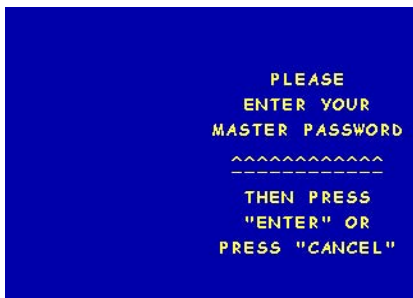 PLEASE
ENTER YOUR
MASTER PASSWORD
^^^^^^^^^^^^
THEN PRESS
"ENTER" OR
PRESS "CANCEL"